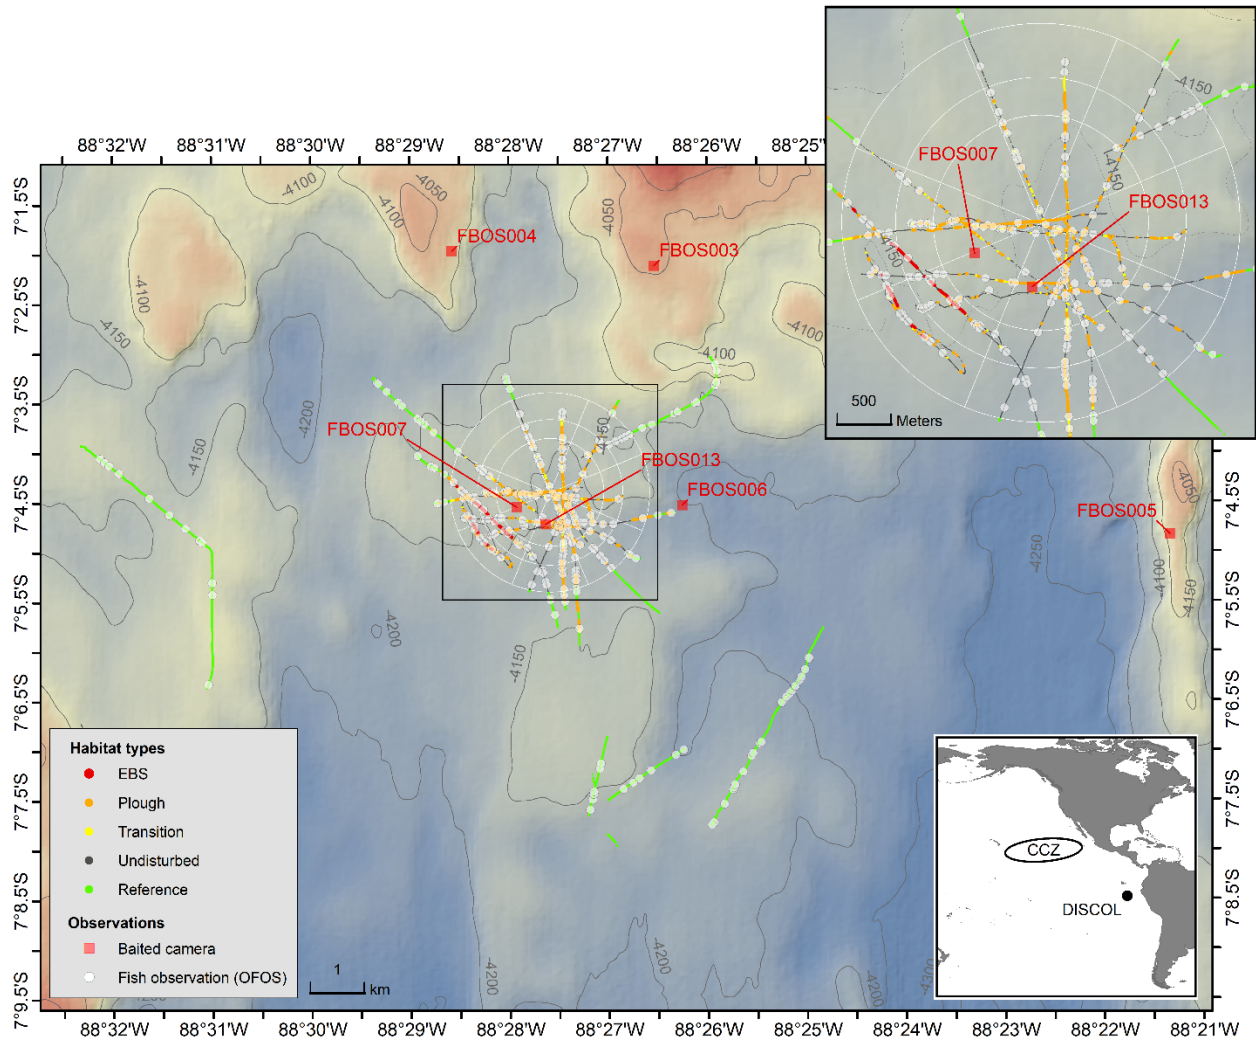 88°32'W 88°31'W 88°30'W 88°29'W 88°28'W 88°27'W 88°26'W 88°25'W
7°1.5'S
7°2.5'S
7°3.5'S
7°4.5'S
7°5.5'S
7°6.5'S
7°7.5'S
7°8.5'S
7°9.5'S
-4100
-4050
-4100
FBOS004
-4050
FBOS003
-4100
-4150
-4100
-4100
-4200
-4150
-4150
FBOS007
FBOS013
FBOS006
FBOS005
-4050
-4100
-4150
-4250
-4200
-4150
-4200
-4200
-4200
-4200
-4300
-4150
FBOS007
-4150
FBOS013
-4150
500
Meters
7°4.5'S
7°5.5'S
7°6.5'S
7°7.5'S
7°8.5'S
Habitat types
EBS
Plough
Transition
Undisturbed
Reference
Observations
Baited camera
Fish observation (OFOS)
1
km
CCZ
DISCOL
88°32'W 88°31'W 88°30'W 88°29'W 88°28'W 88°27'W 88°26'W 88°25'W 88°24'W 88°23'W 88°22'W 88°21'W